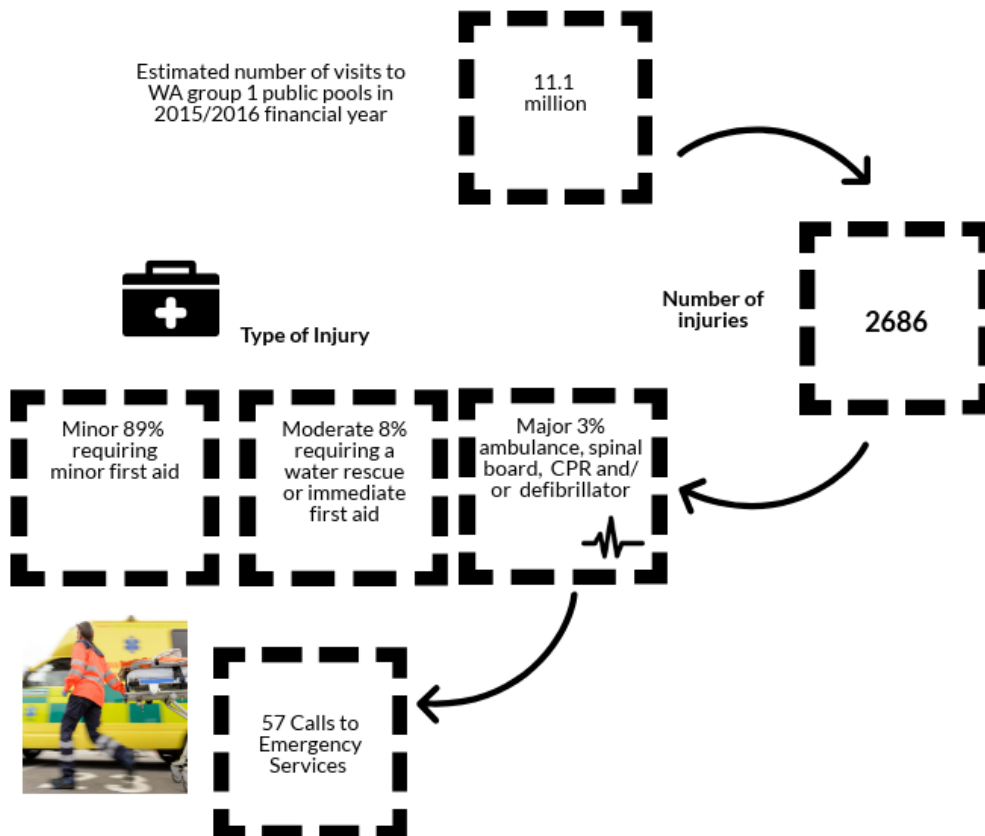 Estimated number of visits to
WA group 1 public pools in
2015/2016 financial year
11.1
million
Number of
injuries
2686
Type of Injury
Minor 89%
requiring
minor first aid
Moderate 8%
requiring a
water rescue
or immediate
first aid
Major 3%
ambulance, spinal
board, CPR and/
or defibrillator
57 Calls to
Emergency
Services